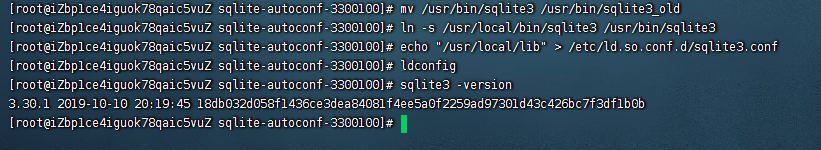 [root@iZbp1ce4iguok78qaic5vuZ sqlite-autoconf-3300100]# mv /usr/bin/sqlite3 /usr/bin/sqlite3_old
[root@iZbp1ce4iguok78qaic5vuZ sqlite-autoconf-3300100]# ln -s /usr/local/bin/sqlite3 /usr/bin/sqlite3
[root@iZbp1ce4iguok78qaic5vuZ sqlite-autoconf-3300100]# echo "/usr/local/lib" > /etc/ld.so.conf.d/sqlite3.conf
[root@iZbp1ce4iguok78qaic5vuZ sqlite-autoconf-3300100]# ldconfig
[root@iZbp1ce4iguok78qaic5vuZ sqlite-autoconf-3300100]# sqlite3 -version
3.30.1 2019-10-10 20:19:45 18db032d058f1436ce3dea84081f4ee5a0f2259ad97301d43c426bc7f3df1b0b
[root@iZbp1ce4iguok78qaic5vuZ sqlite-autoconf-3300100]#